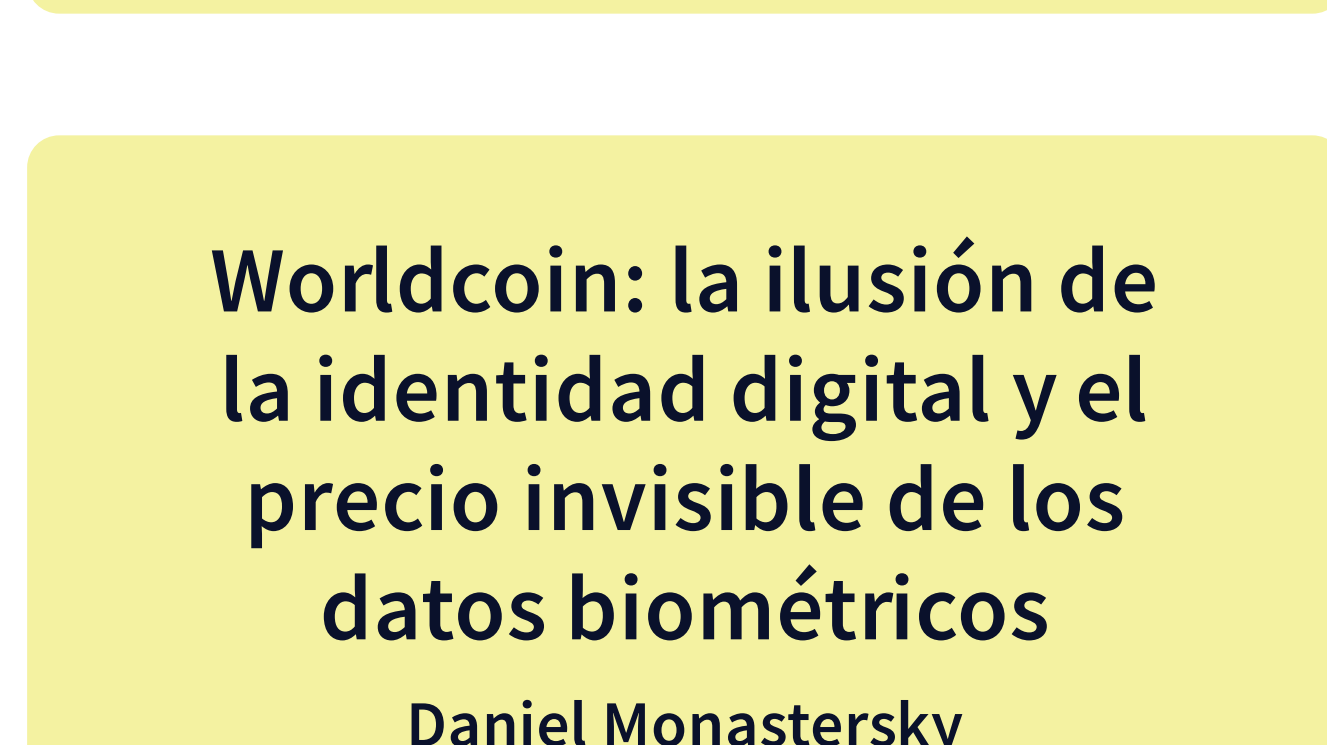 Worldcoin: la ilusión de
la identidad digital y el
precio invisible de los
datos biométricos
Daniel Monastersky